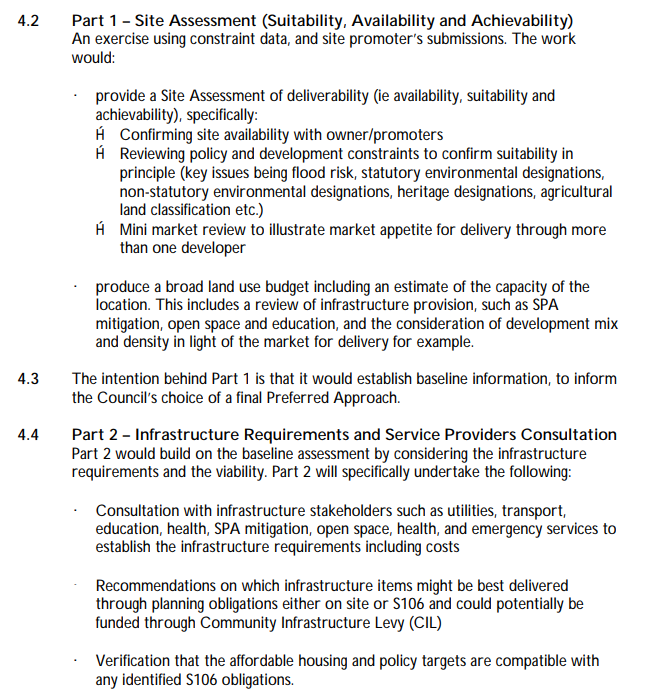 4.2 Part 1 – Site Assessment (Suitability, Availability and Achievability)
An exercise using constraint data, and site promoter's submissions. The work
would:
· provide a Site Assessment of deliverability (ie availability, suitability and
achievability), specifically:
Ḣ Confirming site availability with owner/promoters
Ḣ Reviewing policy and development constraints to confirm suitability in
principle (key issues being flood risk, statutory environmental designations,
non-statutory environmental designations, heritage designations, agricultural
land classification etc.)
Ḣ Mini market review to illustrate market appetite for delivery through more
than one developer
· produce a broad land use budget including an estimate of the capacity of the
location. This includes a review of infrastructure provision, such as SPA
mitigation, open space and education, and the consideration of development mix
and density in light of the market for delivery for example.
4.3 The intention behind Part 1 is that it would establish baseline information, to inform
the Council's choice of a final Preferred Approach.
4.4 Part 2 – Infrastructure Requirements and Service Providers Consultation
Part 2 would build on the baseline assessment by considering the infrastructure
requirements and the viability. Part 2 will specifically undertake the following:
· Consultation with infrastructure stakeholders such as utilities, transport,
education, health, SPA mitigation, open space, health, and emergency services to
establish the infrastructure requirements including costs
· Recommendations on which infrastructure items might be best delivered
through planning obligations either on site or S106 and could potentially be
funded through Community Infrastructure Levy (CIL)
· Verification that the affordable housing and policy targets are compatible with
any identified S106 obligations.